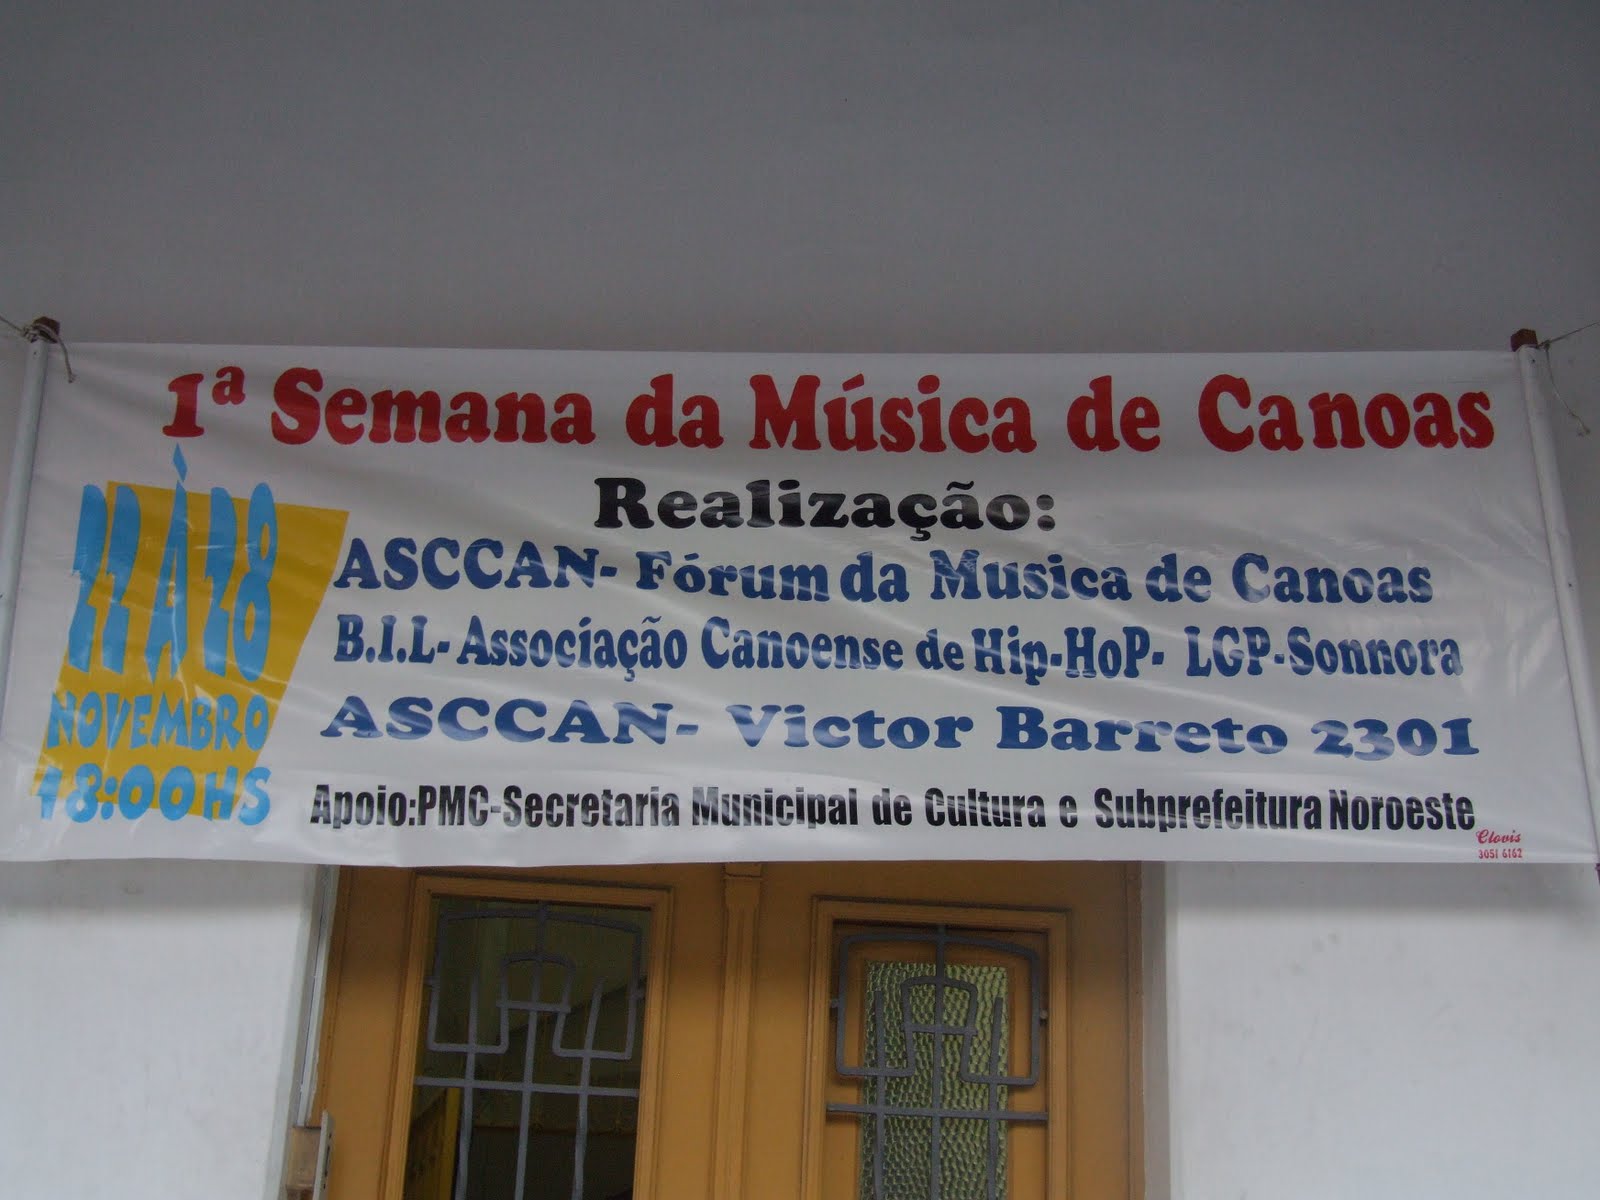 1ª Semana da Música de Canoas
22 À 28
NOVEMBRO
18:00HS
Realização:
ASCCAN- Fórum da Musica de Canoas
B.I.L- Associação Canoense de Hip-HoP- LGP-Sonnora
ASCCAN- Victor Barreto 2301
Apoio:PMC-Secretaria Municipal de Cultura e Subprefeitura Noroeste
Clovis
3051 6162